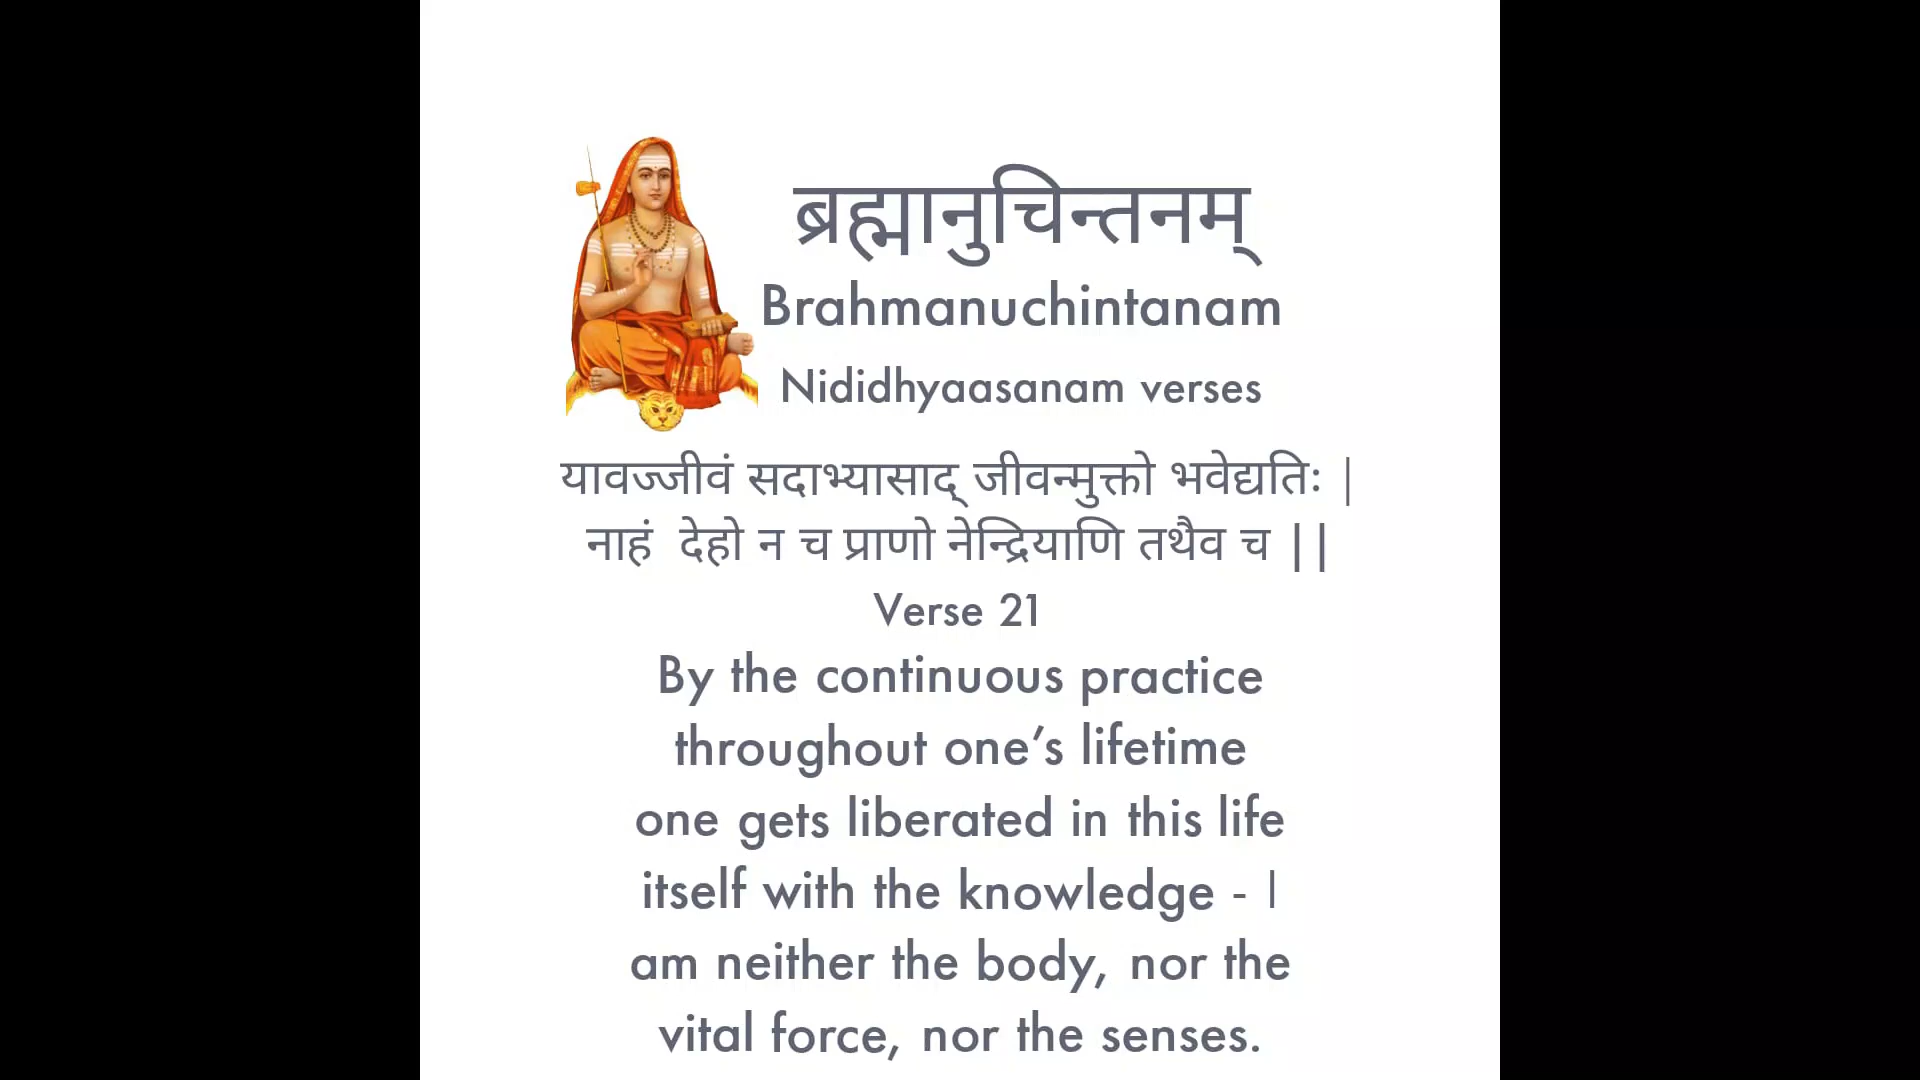 ब्रह्मानुचिन्तनम्
Brahmanuchintanam
Nididhyaasanam verses
यावज्जीवं सदाभ्यासाद् जीवन्मुक्तो भवेद्यतिः |
नाहं देहो न च प्राणो नेन्द्रियाणि तथैव च ||
Verse 21
By the continuous practice
throughout one’s lifetime
one gets liberated in this life
itself with the knowledge - I
am neither the body, nor the
vital force, nor the senses.